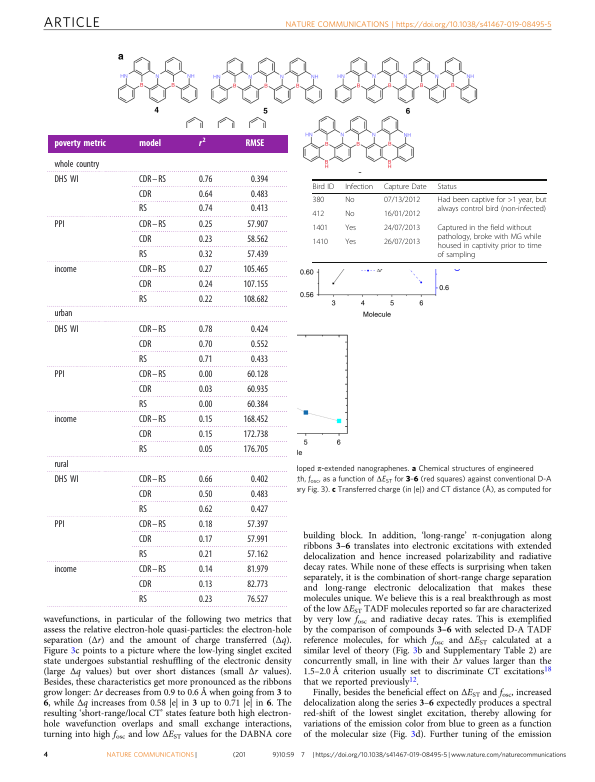 ARTICLE
NATURE COMMUNICATIONS | https://doi.org/10.1038/s41467-019-08495-5
a
4
5
6
poverty metric model r² RMSE
whole country
DHS WI CDR–RS 0.76 0.394
CDR 0.64 0.483
RS 0.74 0.413
PPI CDR–RS 0.25 57.907
CDR 0.23 58.562
RS 0.32 57.439
income CDR–RS 0.27 105.465
CDR 0.24 107.155
RS 0.22 108.682
urban
DHS WI CDR–RS 0.78 0.424
CDR 0.70 0.552
RS 0.71 0.433
PPI CDR–RS 0.00 60.128
CDR 0.03 60.935
RS 0.00 60.384
income CDR–RS 0.15 168.452
CDR 0.15 172.738
RS 0.05 176.705
rural
DHS WI CDR–RS 0.66 0.402
CDR 0.50 0.483
RS 0.62 0.427
PPI CDR–RS 0.18 57.397
CDR 0.17 57.991
RS 0.21 57.162
income CDR–RS 0.14 81.979
CDR 0.13 82.773
RS 0.23 76.527
Bird ID Infection Capture Date Status
380 No 07/13/2012 Had been captive for >1 year, but
always control bird (non-infected)
412 No 16/01/2012
1401 Yes 24/07/2013 Captured in the field without
pathology, broke with MG while
1410 Yes 26/07/2013 housed in captivity prior to time
of sampling
0.60
0.56
0.6
3 4 5 6
Molecule
5 6
le
loped π-extended nanographenes. a Chemical structures of engineered
th, fosc, as a function of ΔEST for 3-6 (red squares) against conventional D-A
ary Fig. 3). c Transferred charge (in |e|) and CT distance (Å), as computed for
wavefunctions, in particular of the following two metrics that
assess the relative electron-hole quasi-particles: the electron-hole
separation (Δr) and the amount of charge transferred (Δq).
Figure 3c points to a picture where the low-lying singlet excited
state undergoes substantial reshuffling of the electronic density
(large Δq values) but over short distances (small Δr values).
Besides, these characteristics get more pronounced as the ribbons
grow longer: Δr decreases from 0.9 to 0.6 Å when going from 3 to
6, while Δq increases from 0.58 |e| in 3 up to 0.71 |e| in 6. The
resulting 'short-range/local CT' states feature both high electron-
hole wavefunction overlaps and small exchange interactions,
turning into high fosc and low ΔEST values for the DABNA core
building block. In addition, 'long-range' π-conjugation along
ribbons 3–6 translates into electronic excitations with extended
delocalization and hence increased polarizability and radiative
decay rates. While none of these effects is surprising when taken
separately, it is the combination of short-range charge separation
and long-range electronic delocalization that makes these
molecules unique. We believe this is a real breakthrough as most
of the low ΔEST TADF molecules reported so far are characterized
by very low fosc and radiative decay rates. This is exemplified
by the comparison of compounds 3–6 with selected D-A TADF
reference molecules, for which fosc and ΔEST calculated at a
similar level of theory (Fig. 3b and Supplementary Table 2) are
concurrently small, in line with their Δr values larger than the
1.5–2.0 Å criterion usually set to discriminate CT excitations18
that we reported previously12.
Finally, besides the beneficial effect on ΔEST and fosc, increased
delocalization along the series 3–6 expectedly produces a spectral
red-shift of the lowest singlet excitation, thereby allowing for
variations of the emission color from blue to green as a function
of the molecular size (Fig. 3d). Further tuning of the emission
4 NATURE COMMUNICATIONS| (201 9)10:59 7 |https://doi.org/10.1038/s41467-019-08495-5|www.nature.com/naturecommunications